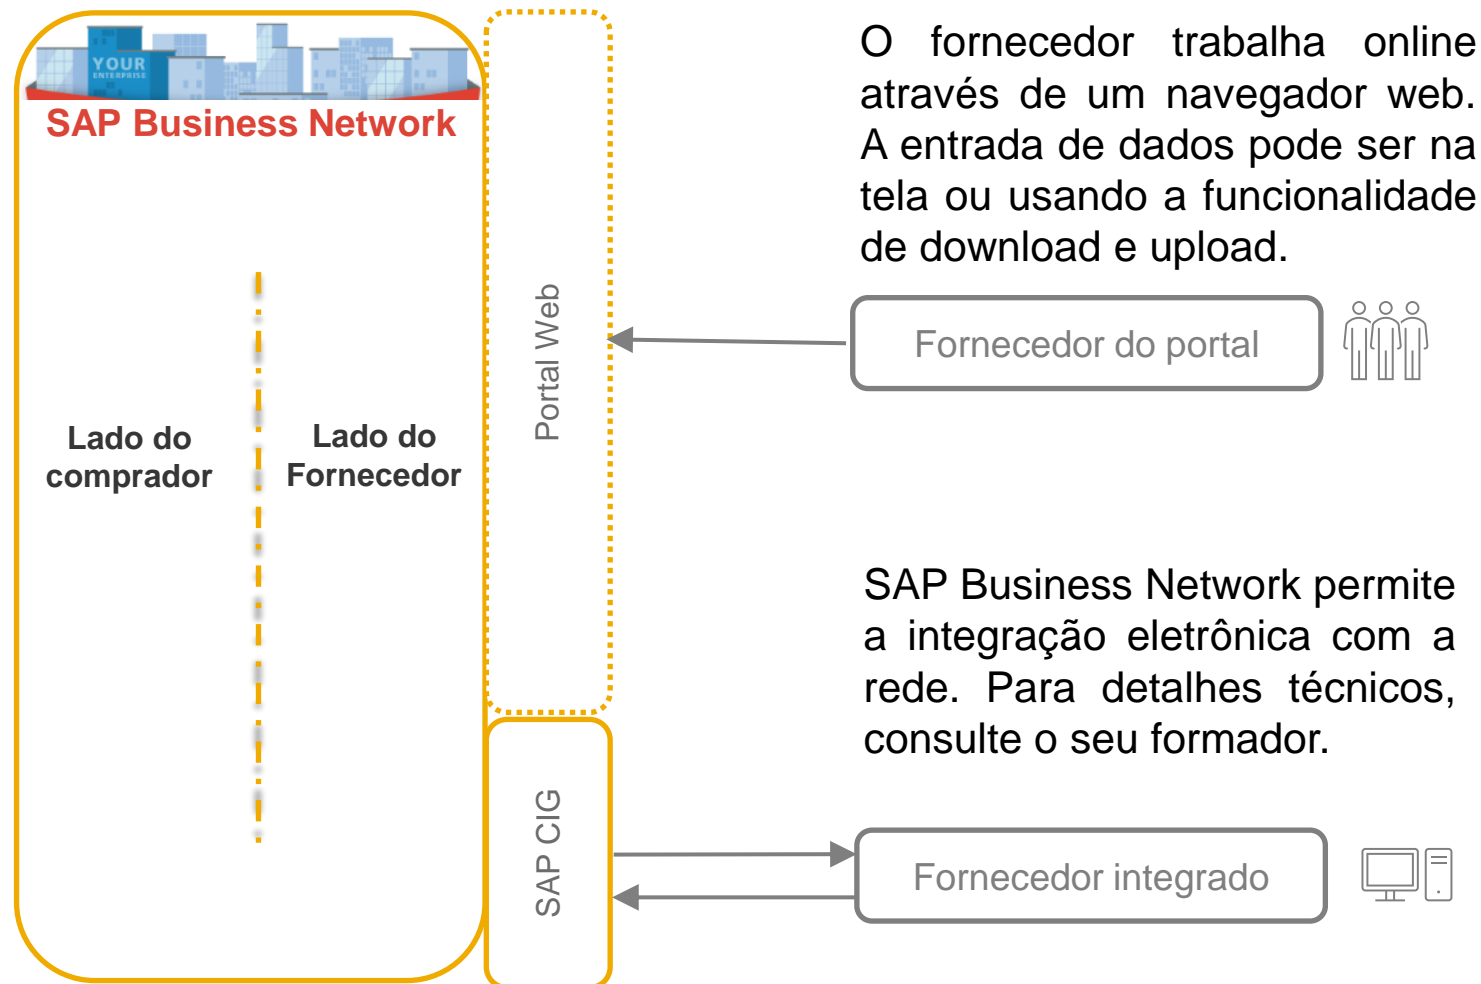 YOUR
ENTERPRISE
SAP Business Network
Lado do
comprador
Lado do
Fornecedor
Portal Web
SAP CIG
O fornecedor trabalha online
através de um navegador web.
A entrada de dados pode ser na
tela ou usando a funcionalidade
de download e upload.
Fornecedor do portal
SAP Business Network permite
a integração eletrônica com a
rede. Para detalhes técnicos,
consulte o seu formador.
Fornecedor integrado